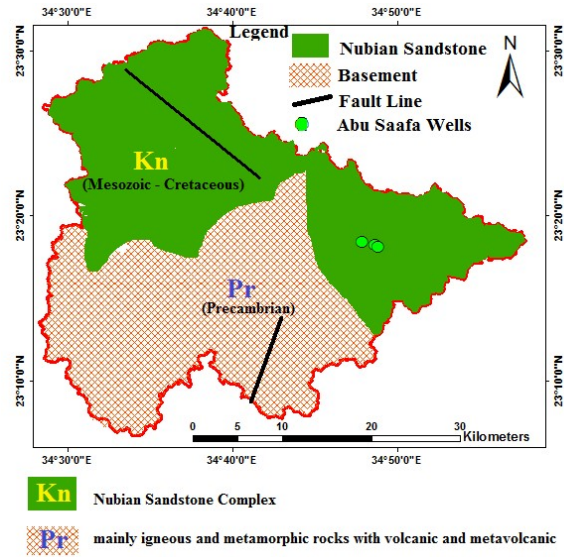 34°30'0"E 34°40'0"E 34°50'0"E
23°30'0"N
23°20'0"N
23°10'0"N
23°30'0"N
23°20'0"N
23°10'0"N
Legend
Nubian Sandstone
Basement
Fault Line
Abu Saafa Wells
N
Kn
(Mesozoic - Cretaceous)
Pr
(Precambrian)
0 5 10 20 30
Kilometers
34°30'0"E 34°40'0"E 34°50'0"E
Kn Nubian Sandstone Complex
Pr mainly igneous and metamorphic rocks with volcanic and metavolcanic